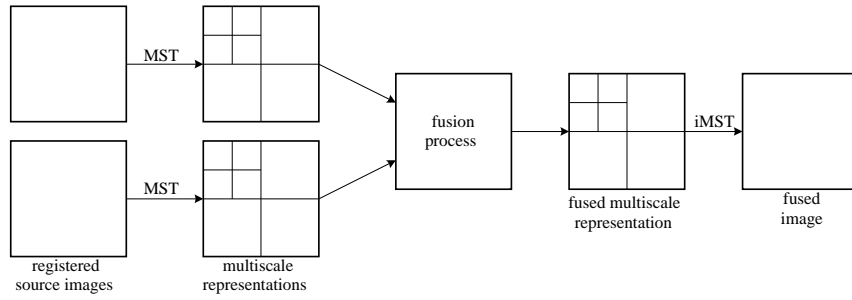 MST
fusion
process
iMST
MST
registered
source images
multiscale
representations
fused multiscale
representation
fused
image